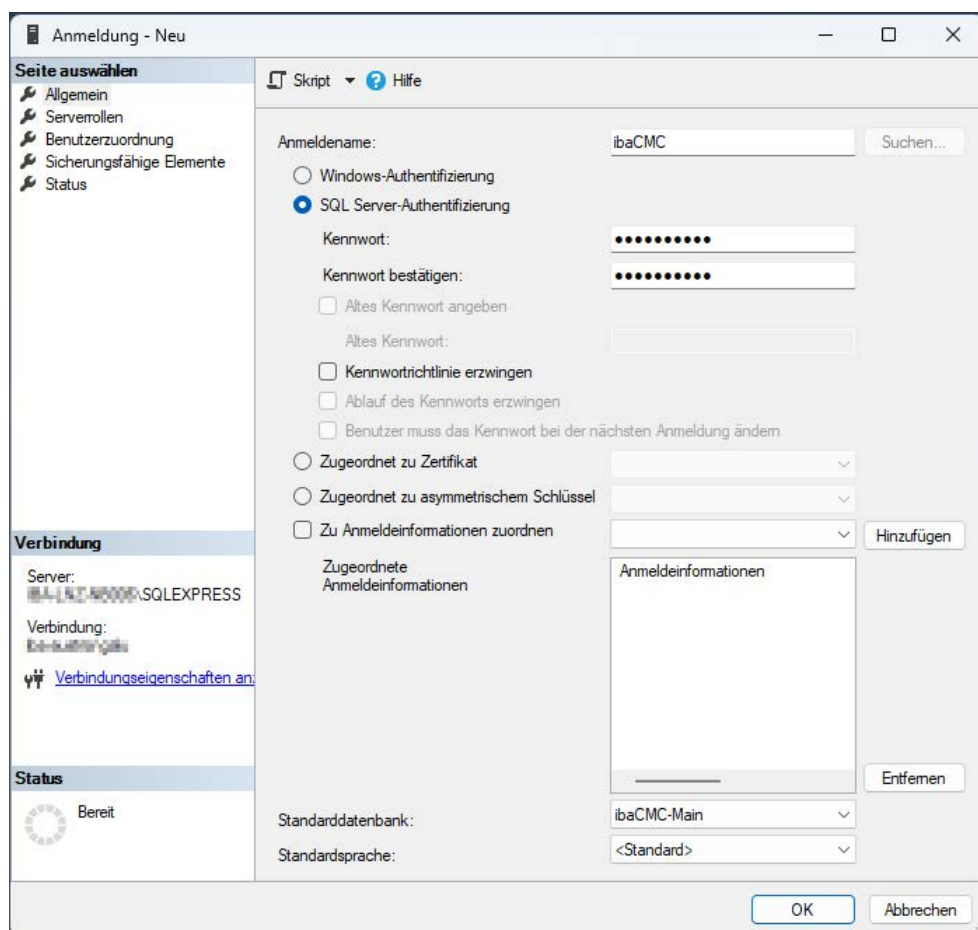 Anmeldung - Neu
Seite auswählen
Allgemein
Serverrollen
Benutzerzuordnung
Sicherungsfähige Elemente
Status
Skript
Hilfe
Anmeldename:
ibaCMC
Suchen...
Windows-Authentifizierung
SQL Server-Authentifizierung
Kennwort:
Kennwort bestätigen:
Altes Kennwort angeben
Altes Kennwort:
Kennwortrichtlinie erzwingen
Ablauf des Kennworts erzwingen
Benutzer muss das Kennwort bei der nächsten Anmeldung ändern
Zugeordnet zu Zertifikat
Zugeordnet zu asymmetrischem Schlüssel
Zu Anmeldeinformationen zuordnen
Hinzufügen
Zugeordnete
Anmeldeinformationen
Anmeldeinformationen
Entfernen
Standarddatenbank:
ibaCMC-Main
Standardsprache:
<Standard>
Verbindung
Server:
\SQLEXPRESS
Verbindung:
Verbindungseigenschaften an
Status
Bereit
OK
Abbrechen